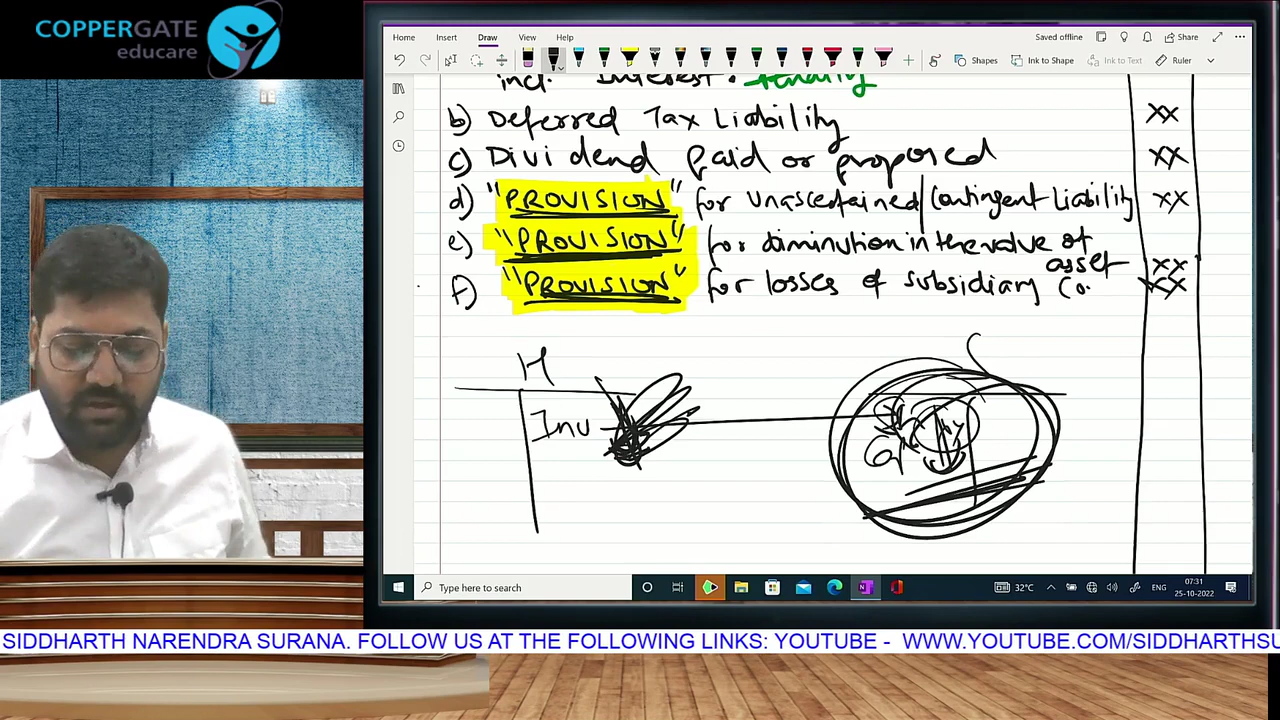 COPPERGATE
educare
Home Insert Draw View Help
Saved offline
Share
Shapes
Ink to Shape
Ink to Text
Ruler
incl. Interest. Penalty
b) Deferred Tax Liability XX
c) Dividend paid or proposed XX
d) "PROVISION" for unascertained/Contingent Liability XX
e) "PROVISION" for diminution in the value of
asset XX
f) "PROVISION" for losses of subsidiary Co. XX
H
Inv
Type here to search
32°C
ENG
07:31
25-10-2022
SIDDHARTH NARENDRA SURANA. FOLLOW US AT THE FOLLOWING LINKS: YOUTUBE - WWW.YOUTUBE.COM/SIDDHARTHSU